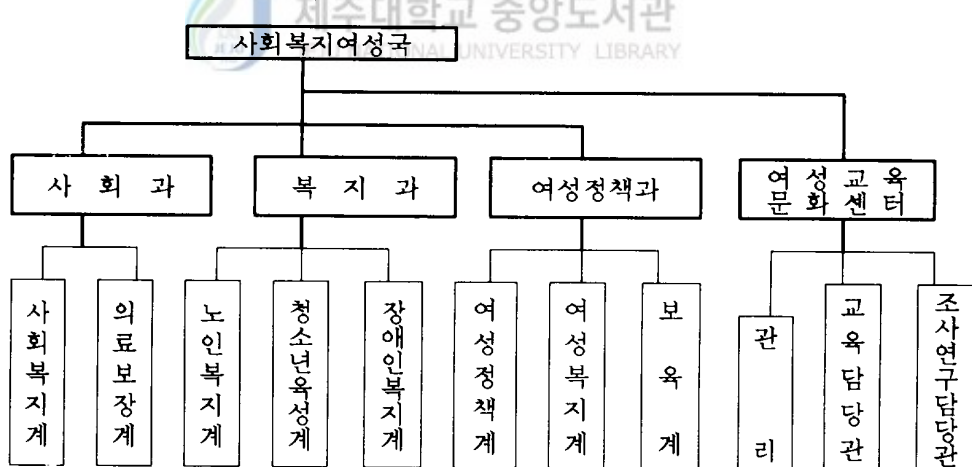 제주대학교 중앙도서관
NATIONAL UNIVERSITY LIBRARY
사회복지여성국
사 회 과
복 지 과
여성정책과
여 성 교 육
문 화 센 터
사회복지계
의료보장계
노인복지계
청소년육성계
장애인복지계
여성정책계
여성복지계
보 육 계
관 리
교육담당관
조사연구담당관